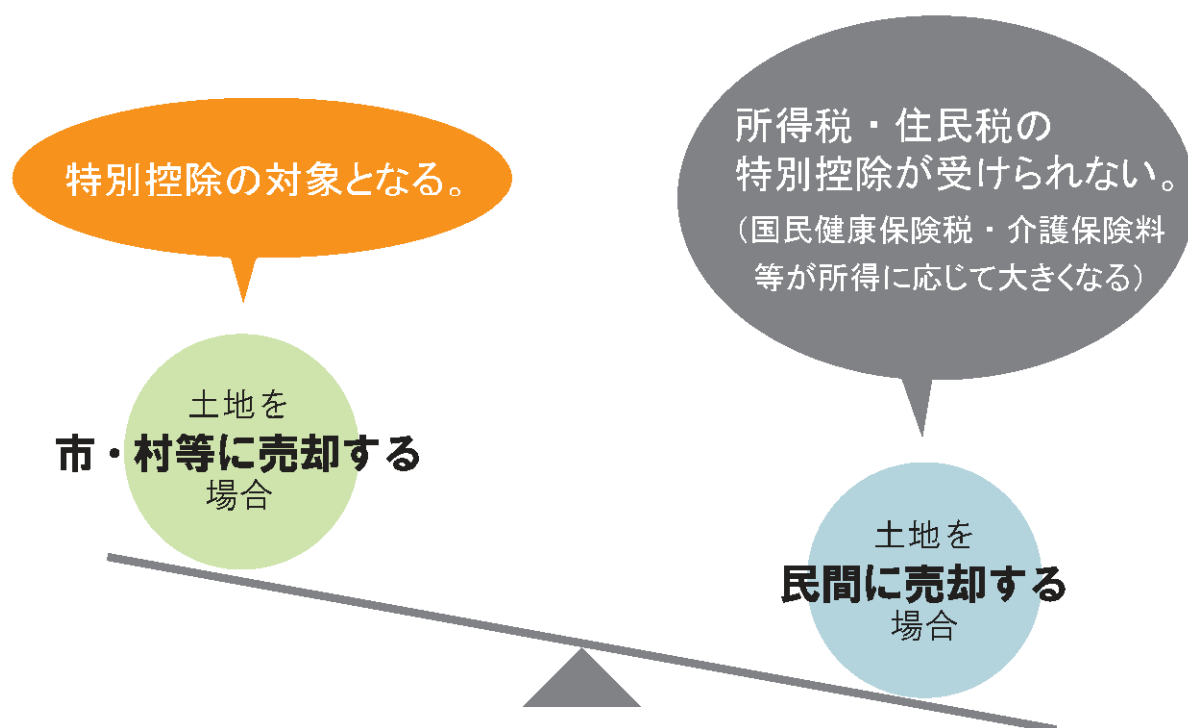 特別控除の対象となる。
所得税・住民税の
特別控除が受けられない。
（国民健康保険税・介護保険料
等が所得に応じて大きくなる）
土地を
市・村等に売却する
場合
土地を
民間に売却する
場合